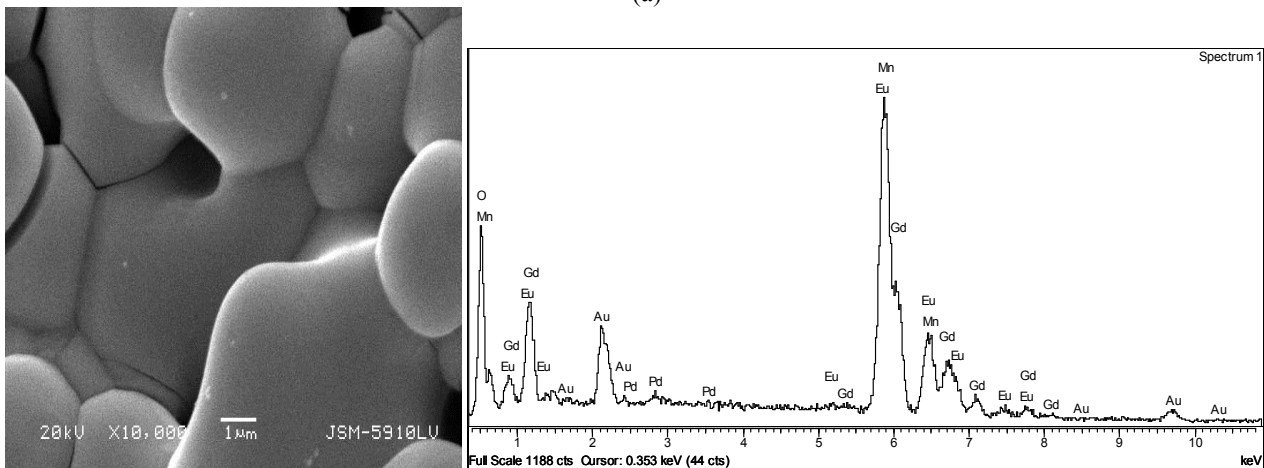 (a)
20kV X10,000 1μm JSM-5910LV
Spectrum 1
Mn
Eu
Gd
O
Mn
Gd
Eu
Gd
Eu
Eu
Au
Au
Au
Pd
Pd
Pd
Eu
Gd
Eu
Mn
Gd
Eu
Gd
Eu
Gd
Eu
Gd
Au
Au
Au
1 2 3 4 5 6 7 8 9 10
Full Scale 1188 cts Cursor: 0.353 keV (44 cts) keV